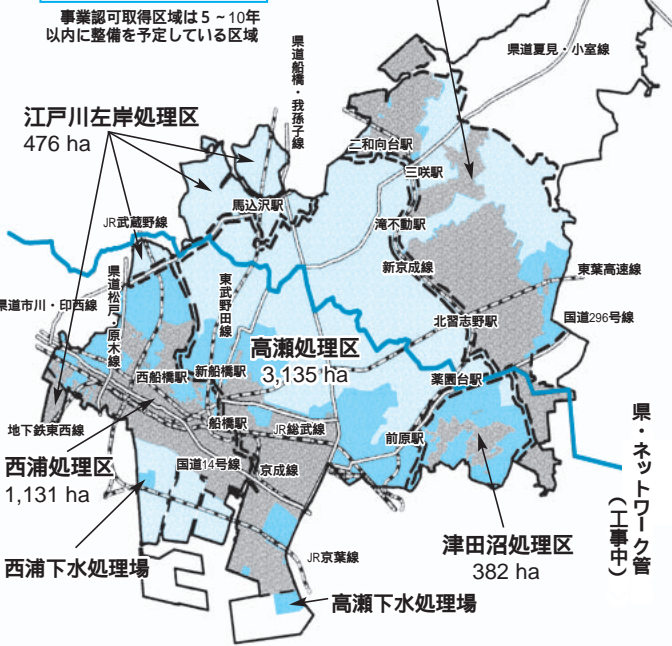 事業認可取得区域は５～10年
以内に整備を予定している区域
県道船橋・我孫子線
県道夏見・小室線
江戸川左岸処理区
476 ha
二和向台駅
三咲駅
馬込沢駅
JR武蔵野線
滝不動駅
新京成線
東葉高速線
県道松戸・原木線
東武野田線
県道市川・印西線
北習志野駅
国道296号線
高瀬処理区
3,135 ha
西船橋駅
新船橋駅
薬園台駅
地下鉄東西線
船橋駅
JR総武線
前原駅
西浦処理区
1,131 ha
国道14号線
京成線
県・ネットワーク管
（工事中）
津田沼処理区
382 ha
西浦下水処理場
JR京葉線
高瀬下水処理場